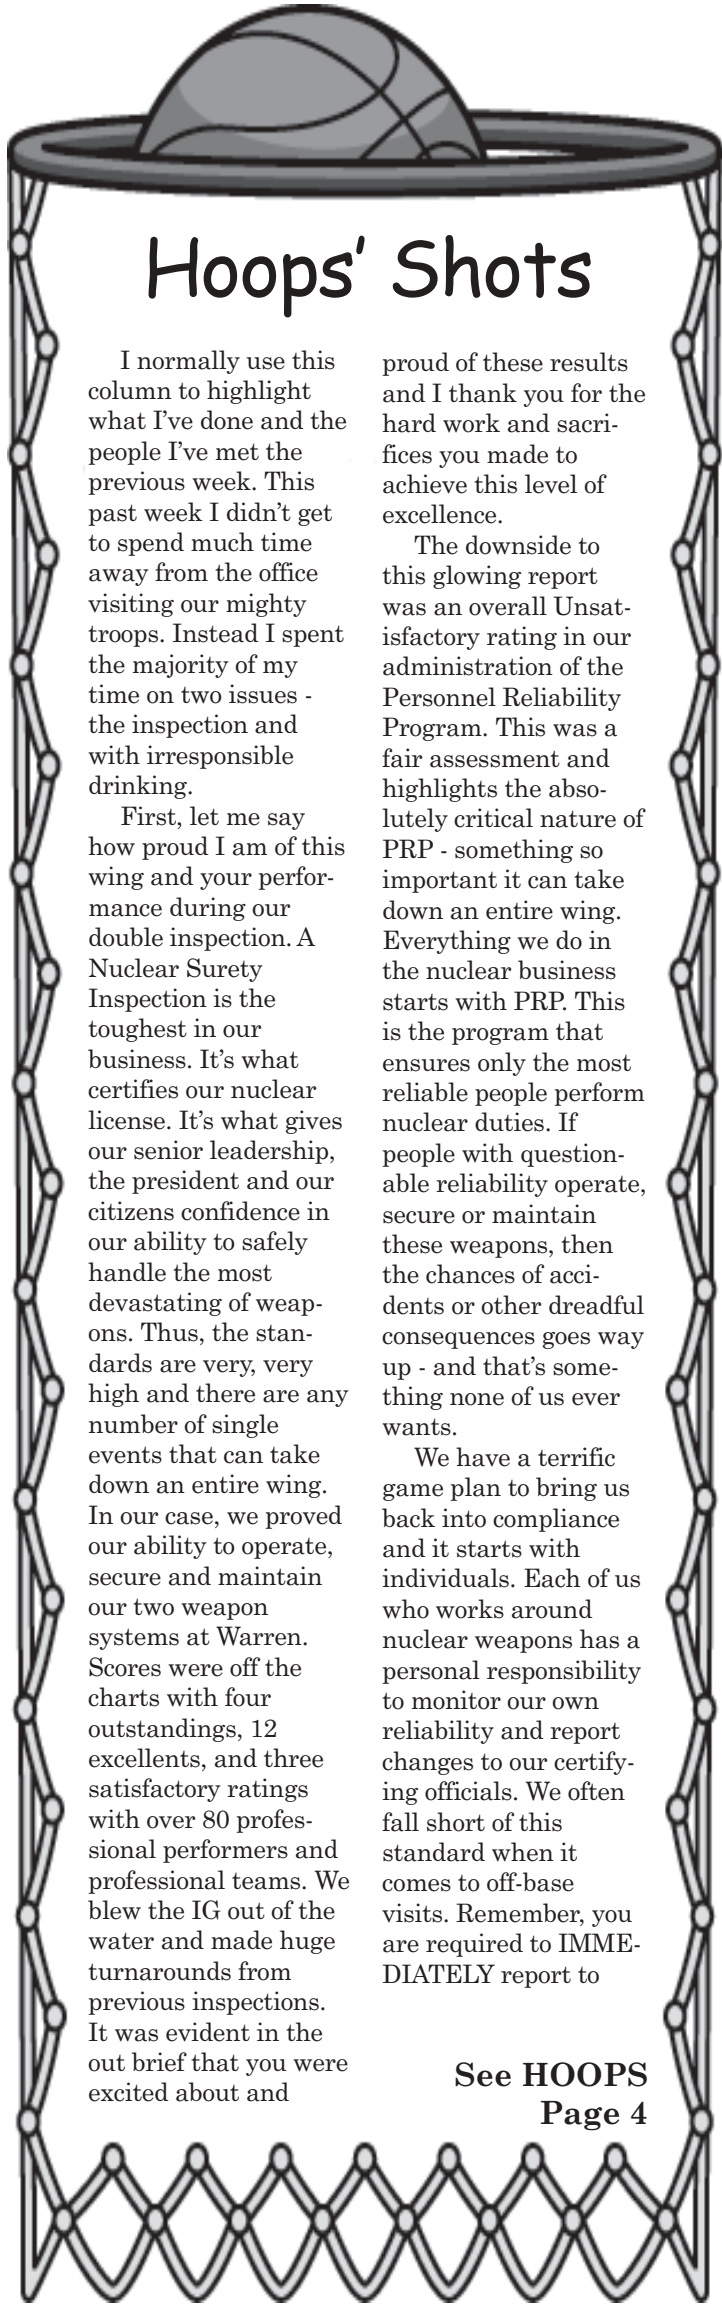 Hoops' Shots
I normally use this
column to highlight
what I've done and the
people I've met the
previous week. This
past week I didn't get
to spend much time
away from the office
visiting our mighty
troops. Instead I spent
the majority of my
time on two issues -
the inspection and
with irresponsible
drinking.
First, let me say
how proud I am of this
wing and your perfor-
mance during our
double inspection. A
Nuclear Surety
Inspection is the
toughest in our
business. It's what
certifies our nuclear
license. It's what gives
our senior leadership,
the president and our
citizens confidence in
our ability to safely
handle the most
devastating of weap-
ons. Thus, the stan-
dards are very, very
high and there are any
number of single
events that can take
down an entire wing.
In our case, we proved
our ability to operate,
secure and maintain
our two weapon
systems at Warren.
Scores were off the
charts with four
outstandings, 12
excellents, and three
satisfactory ratings
with over 80 profes-
sional performers and
professional teams. We
blew the IG out of the
water and made huge
turnarounds from
previous inspections.
It was evident in the
out brief that you were
excited about and
proud of these results
and I thank you for the
hard work and sacri-
fices you made to
achieve this level of
excellence.
The downside to
this glowing report
was an overall Unsat-
isfactory rating in our
administration of the
Personnel Reliability
Program. This was a
fair assessment and
highlights the abso-
lutely critical nature of
PRP - something so
important it can take
down an entire wing.
Everything we do in
the nuclear business
starts with PRP. This
is the program that
ensures only the most
reliable people perform
nuclear duties. If
people with question-
able reliability operate,
secure or maintain
these weapons, then
the chances of acci-
dents or other dreadful
consequences goes way
up - and that's some-
thing none of us ever
wants.
We have a terrific
game plan to bring us
back into compliance
and it starts with
individuals. Each of us
who works around
nuclear weapons has a
personal responsibility
to monitor our own
reliability and report
changes to our certify-
ing officials. We often
fall short of this
standard when it
comes to off-base
visits. Remember, you
are required to IMME-
DIATELY report to
See HOOPS
Page 4